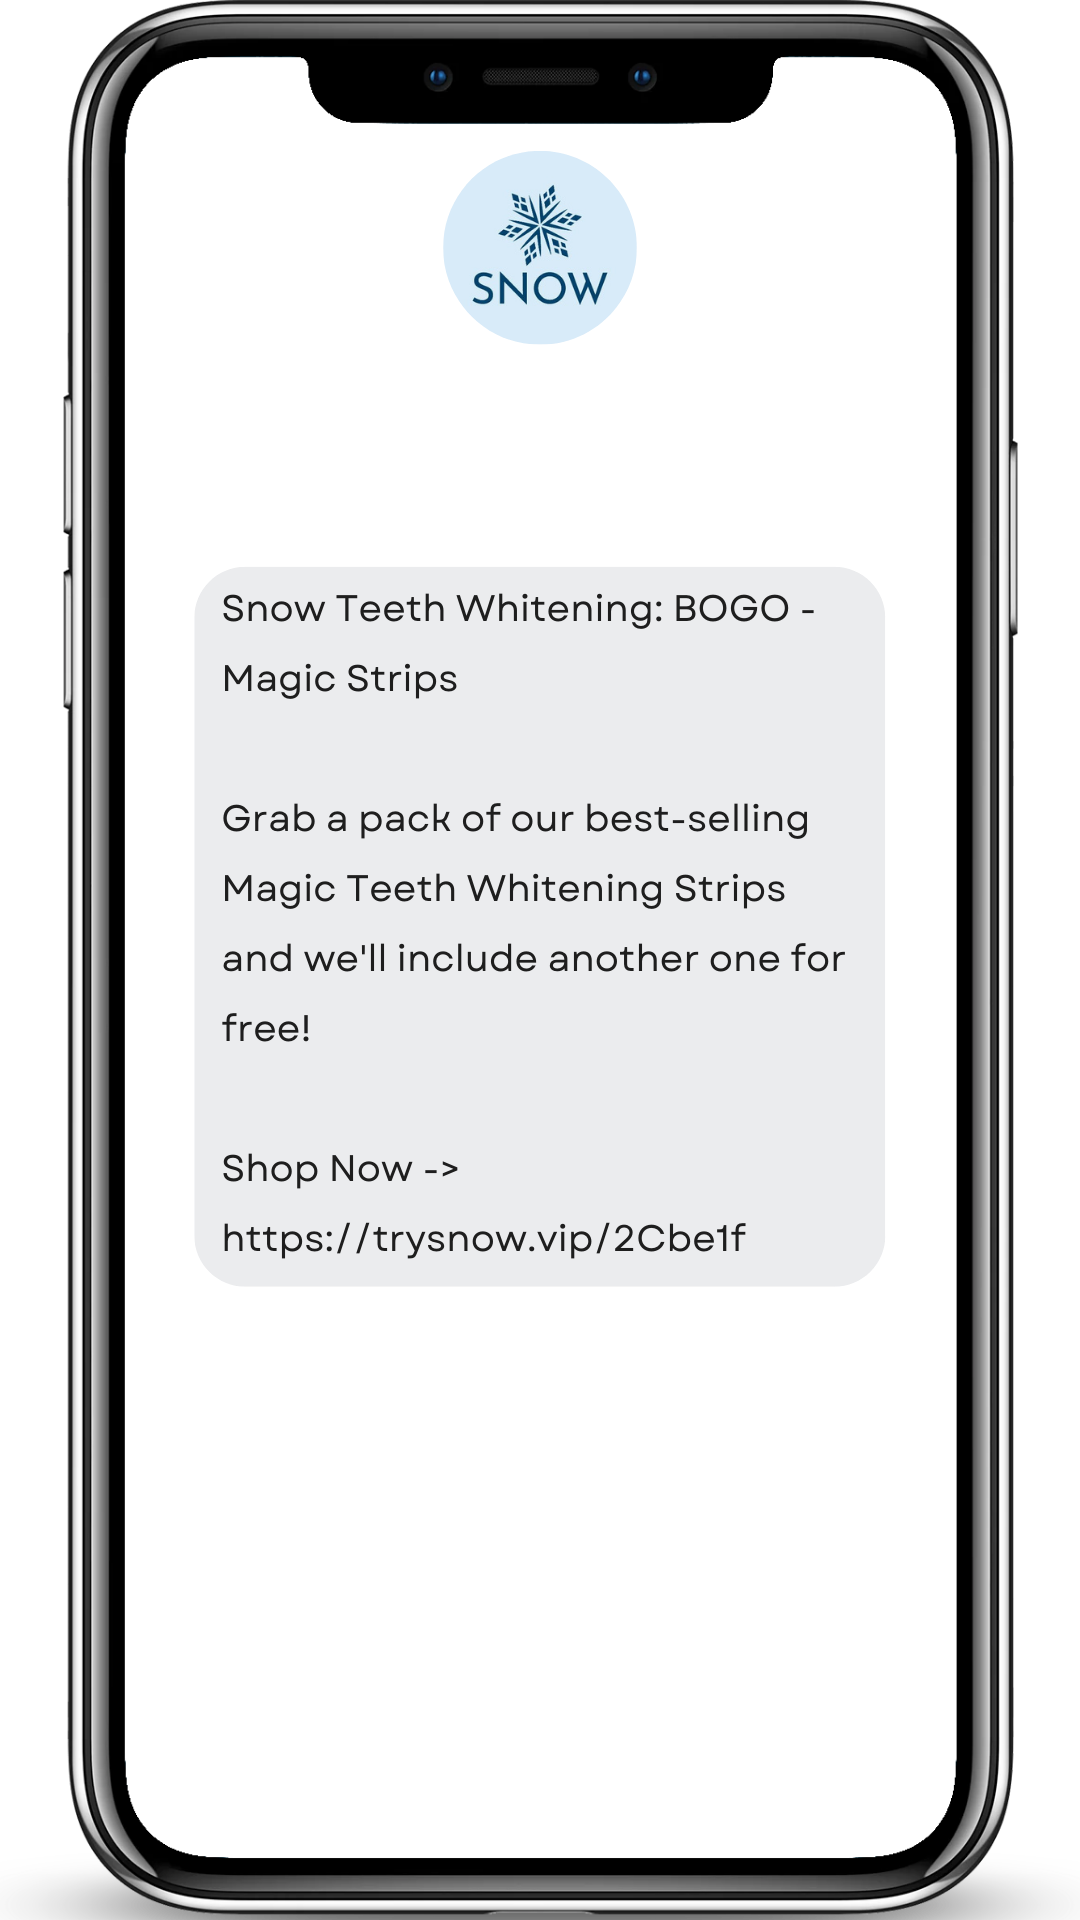 SNOW
Snow Teeth Whitening: BOGO -
Magic Strips
Grab a pack of our best-selling
Magic Teeth Whitening Strips
and we'll include another one for
free!
Shop Now ->
https://trysnow.vip/2Cbe1f